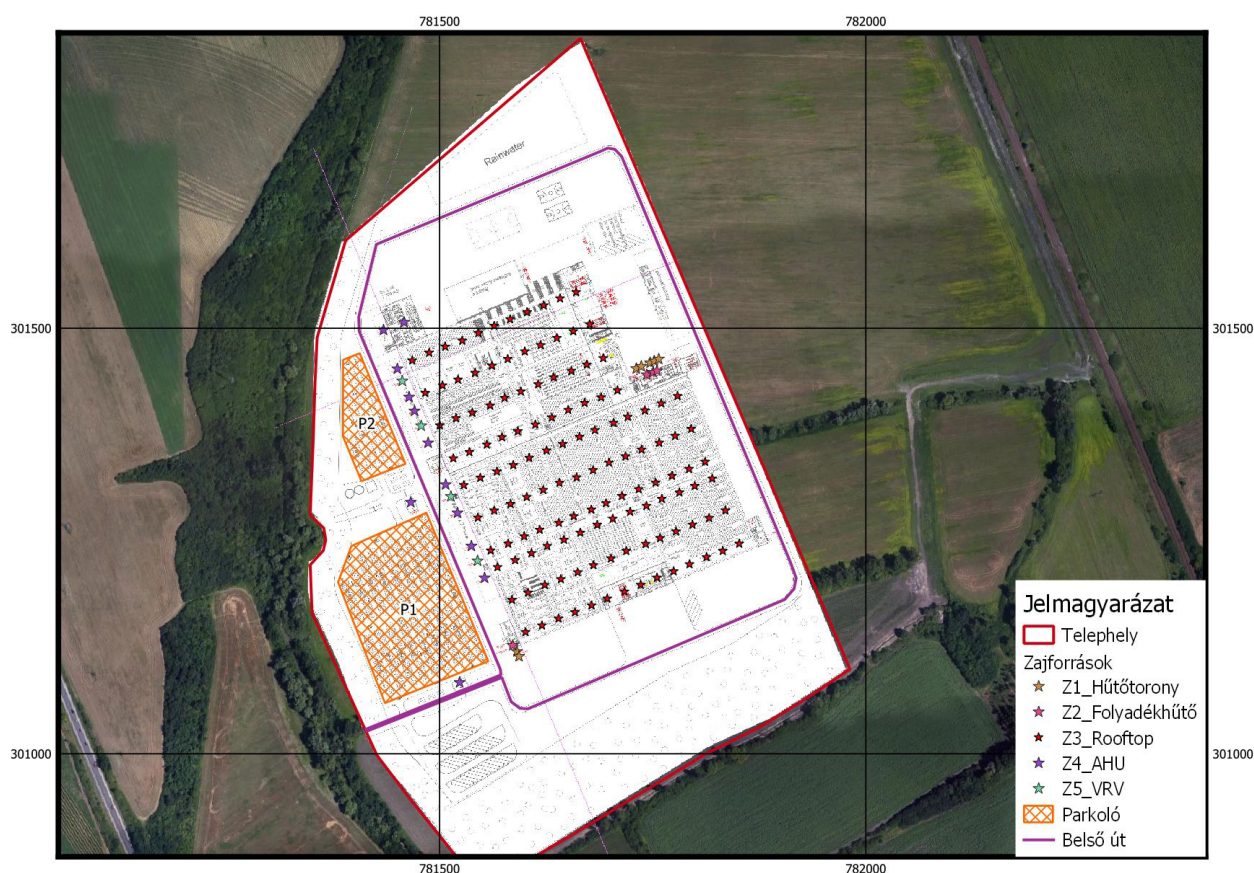 781500
782000
Rainwater
301500
301500
P2
P1
Jelmagyarázat
Telephely
Zajforrások
Z1_Hűtőtorony
Z2_Folyadékhűtő
Z3_Rooftop
Z4_AHU
Z5_VRV
Parkoló
Belső út
301000
301000
781500
782000